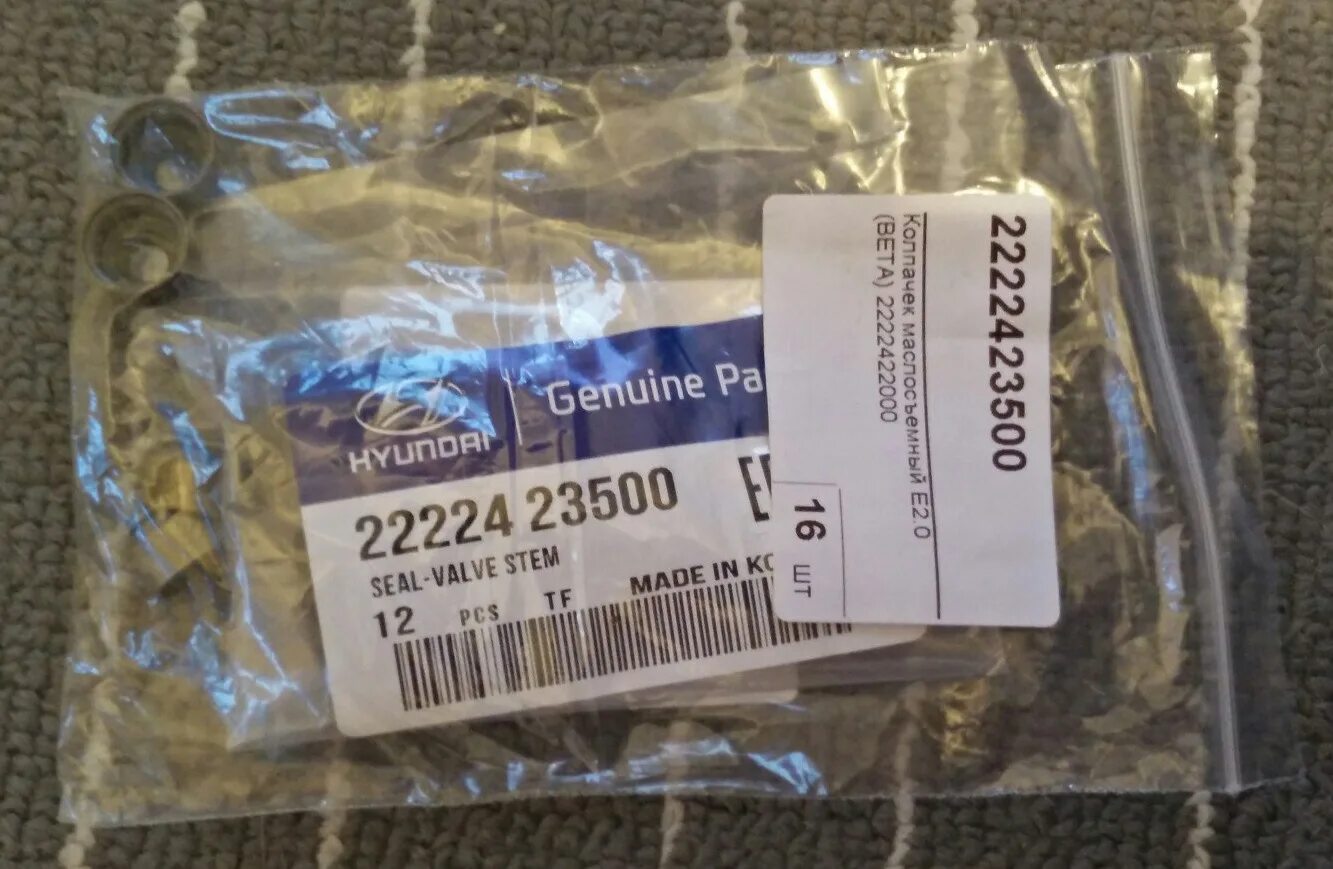 HYUNDAI
Genuine Pa
22224 23500
SEAL-VALVE STEM
12 PCS TF MADE IN KO
2222423500
Колпачек маслосъемный E2.0
(BETA) 2222422000
16 шт